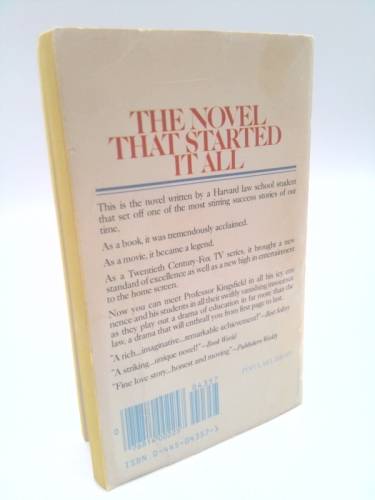 THE NOVEL
THAT STARTED
IT ALL
This is the novel written by a Harvard law school student
that set off one of the most stirring success stories of our
time.
As a book, it was tremendously acclaimed.
As a movie, it became a legend.
As a Twentieth Century-Fox TV series, it brought a new
standard of excellence as well as a new high in entertainment
to the home screen.
Now you can meet Professor Kingsfield in all his icy emi
nence and his students in all their swiftly vanishing innocence
as they play out a drama of education in far more than the
law, a drama that will enthrall you from first page to last.
"A rich...imaginative...remarkable achievement!"—Best Sellers
"A striking...unique novel!"—Book World
"Fine love story...honest and moving"—Publishers Weekly
POPULAR LIBRARY
04357
0
ISBN 0-445-04357-1